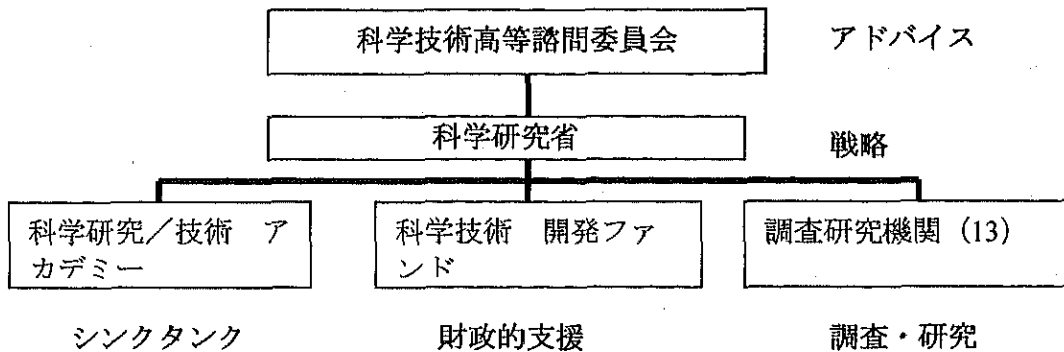 科学技術高等諮問委員会 アドバイス
科学研究省 戦略
科学研究／技術 ア
カデミー
科学技術 開発ファ
ンド
調査研究機関 (13)
シンクタンク 財政的支援 調査・研究